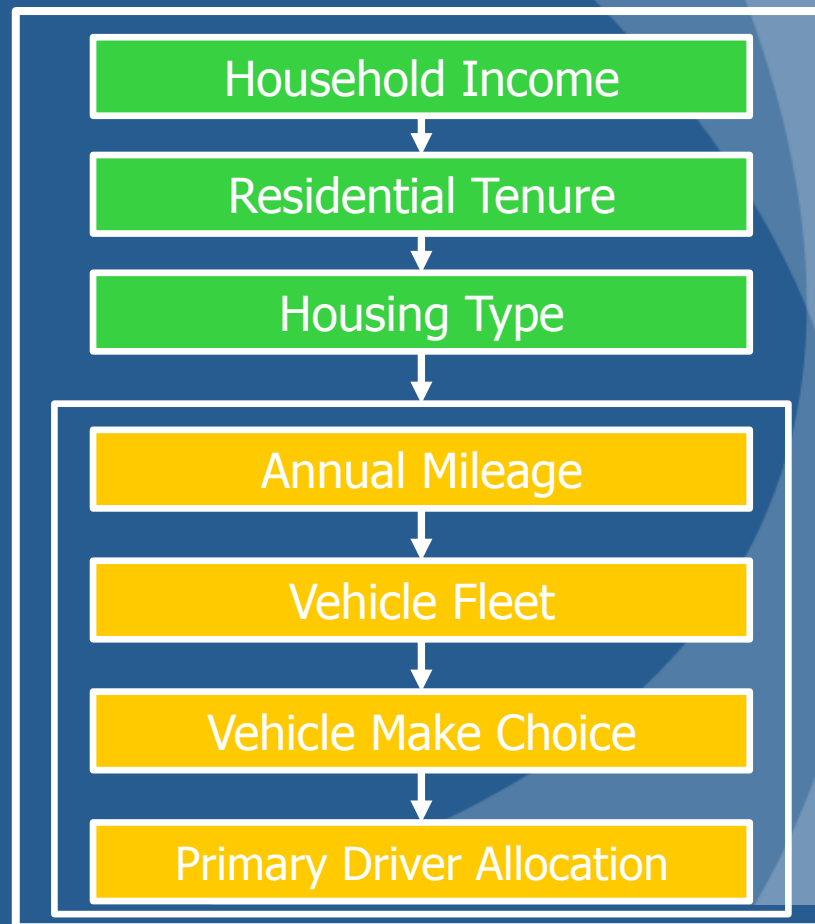 Household Income
Residential Tenure
Housing Type
Annual Mileage
Vehicle Fleet
Vehicle Make Choice
Primary Driver Allocation